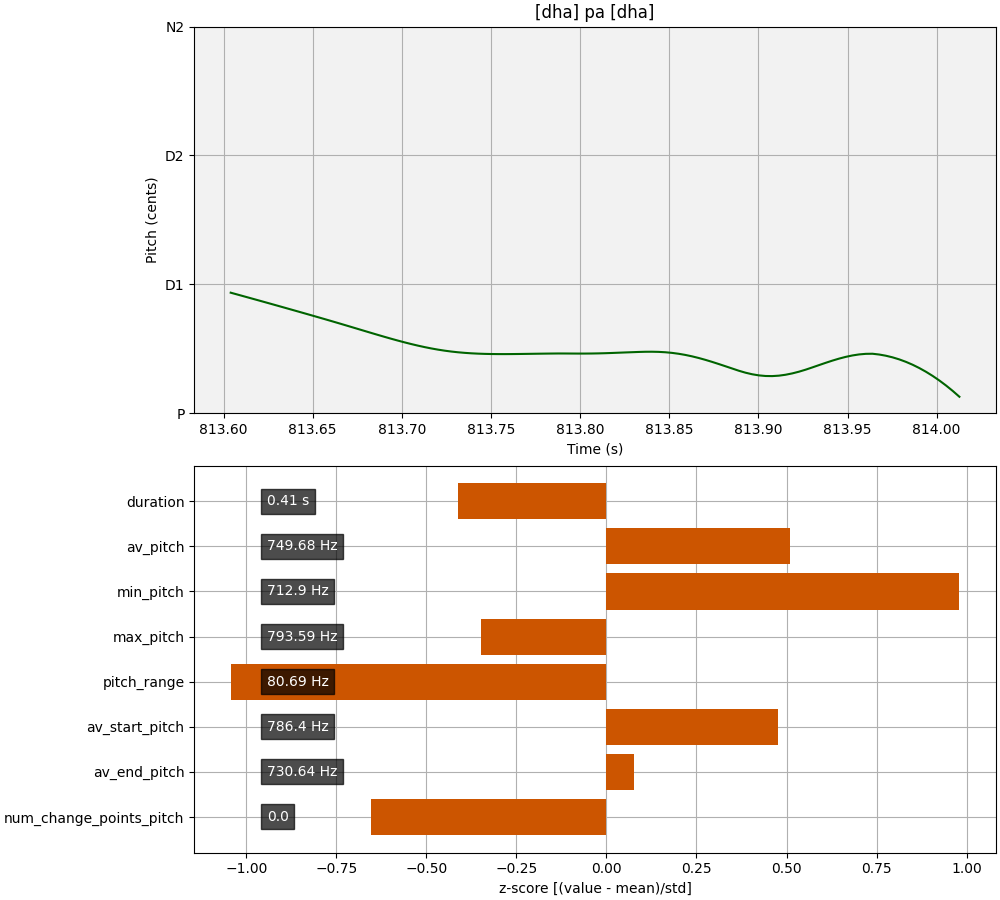 [dha] pa [dha]
N2
D2
D1
P
Pitch (cents)
813.60 813.65 813.70 813.75 813.80 813.85 813.90 813.95 814.00
Time (s)
duration 0.41 s
av_pitch 749.68 Hz
min_pitch 712.9 Hz
max_pitch 793.59 Hz
pitch_range 80.69 Hz
av_start_pitch 786.4 Hz
av_end_pitch 730.64 Hz
num_change_points_pitch 0.0
−1.00 −0.75 −0.50 −0.25 0.00 0.25 0.50 0.75 1.00
z-score [(value - mean)/std]